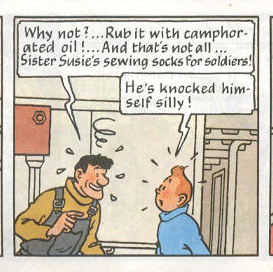 Why not?...Rub it with camphor-
ated oil!...And that's not all...
Sister Susie's sewing socks for soldiers!
He's knocked him-
self silly!